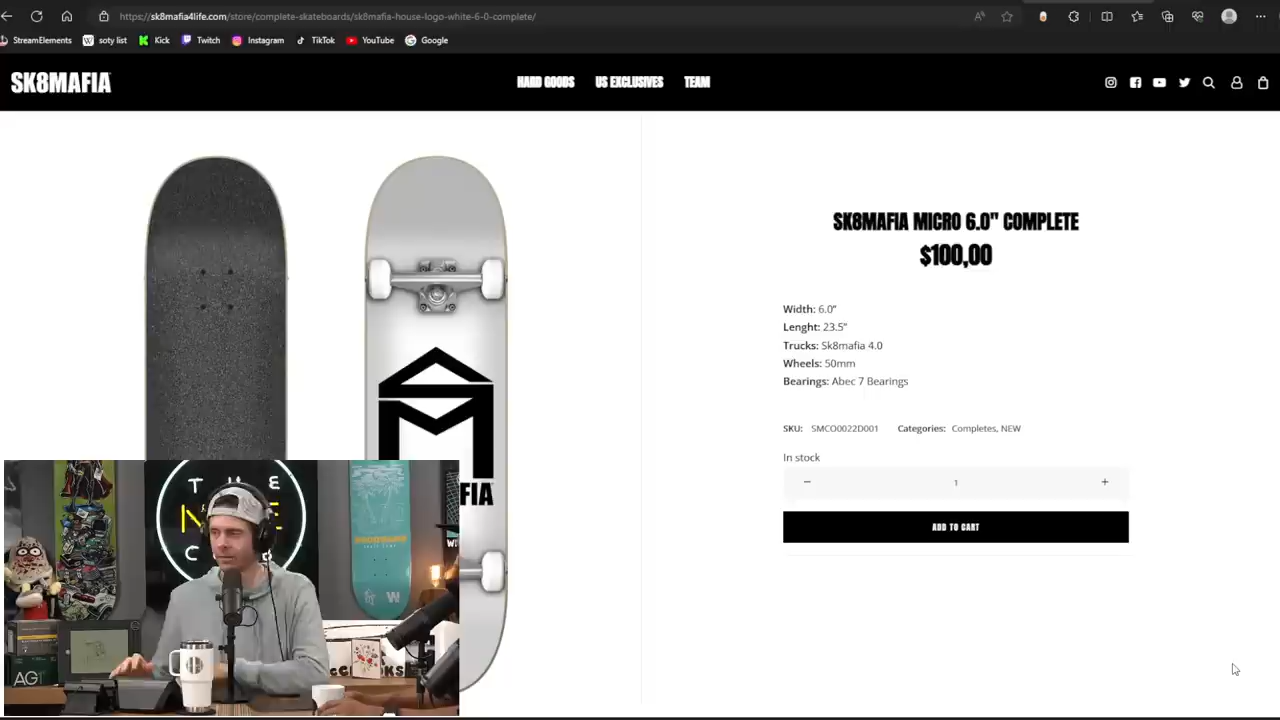 https://sk8mafia4life.com/store/complete-skateboards/sk8mafia-house-logo-white-6-0-complete/
StreamElements
soty list
Kick
Twitch
Instagram
TikTok
YouTube
Google
SK8MAFIA
HARD GOODS
US EXCLUSIVES
TEAM
SK8MAFIA MICRO 6.0" COMPLETE
$100,00
Width: 6.0"
Lenght: 23.5"
Trucks: Sk8mafia 4.0
Wheels: 50mm
Bearings: Abec 7 Bearings
SKU: SMCO0022D001
Categories: Completes, NEW
In stock
− 1 +
ADD TO CART
FIA
THE
C
W
AG1